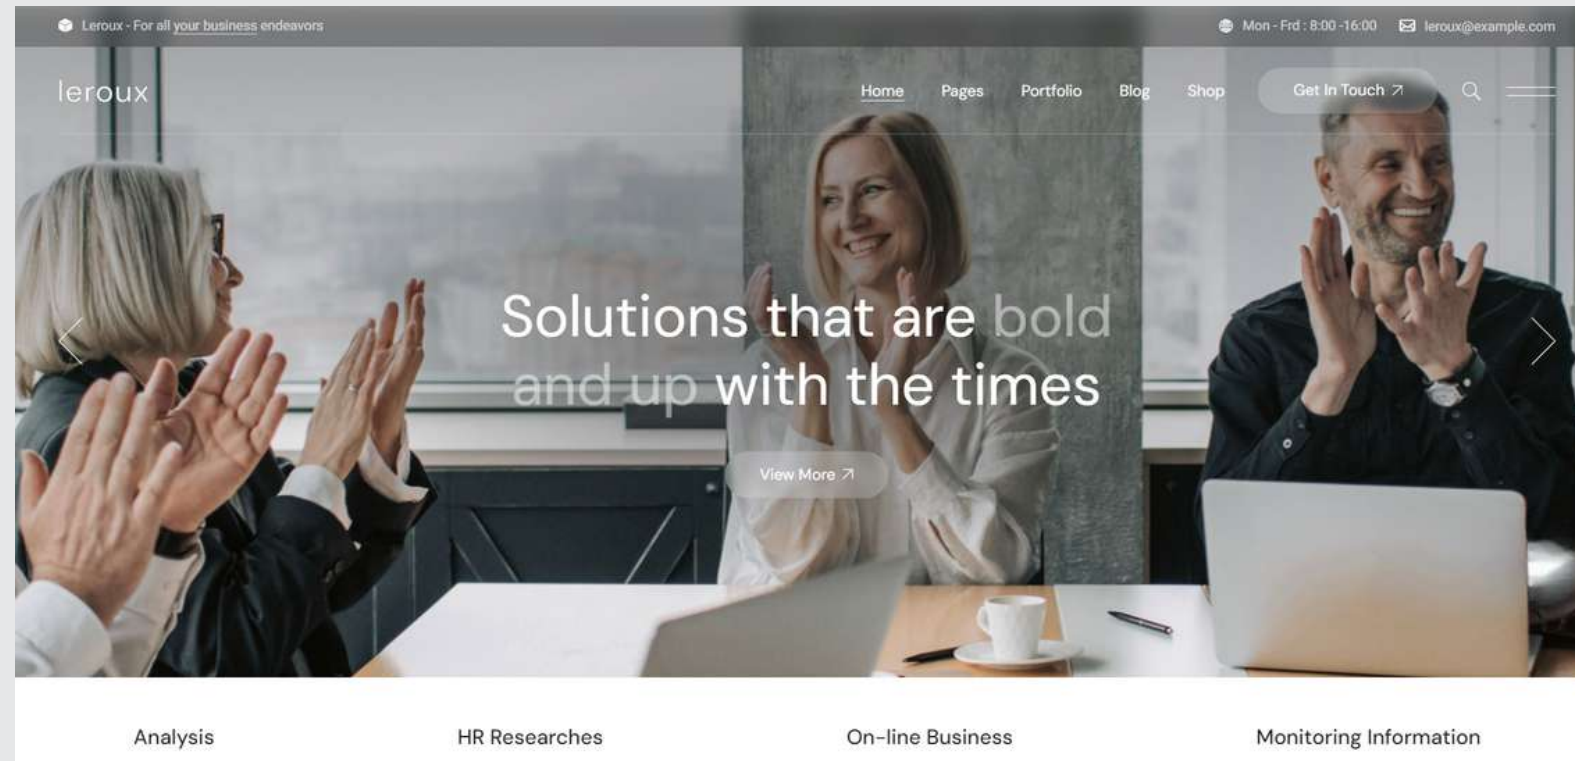 Leroux - For all your business endeavors
Mon - Frd : 8:00 -16:00
leroux@example.com
leroux
Home
Pages
Portfolio
Blog
Shop
Get In Touch
Solutions that are bold
and up with the times
View More
Analysis
HR Researches
On-line Business
Monitoring Information